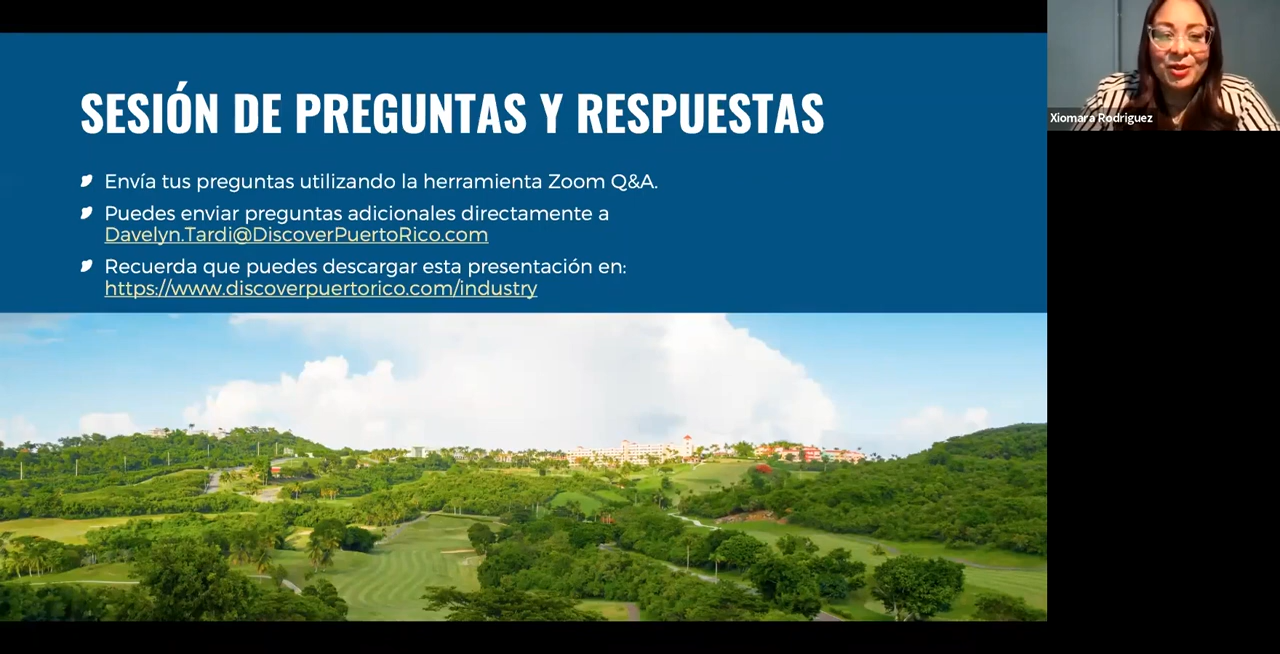 SESIÓN DE PREGUNTAS Y RESPUESTAS
Envía tus preguntas utilizando la herramienta Zoom Q&A.
Puedes enviar preguntas adicionales directamente a
Davelyn.Tardi@DiscoverPuertoRico.com
Recuerda que puedes descargar esta presentación en:
https://www.discoverpuertorico.com/industry
Xiomara Rodriguez